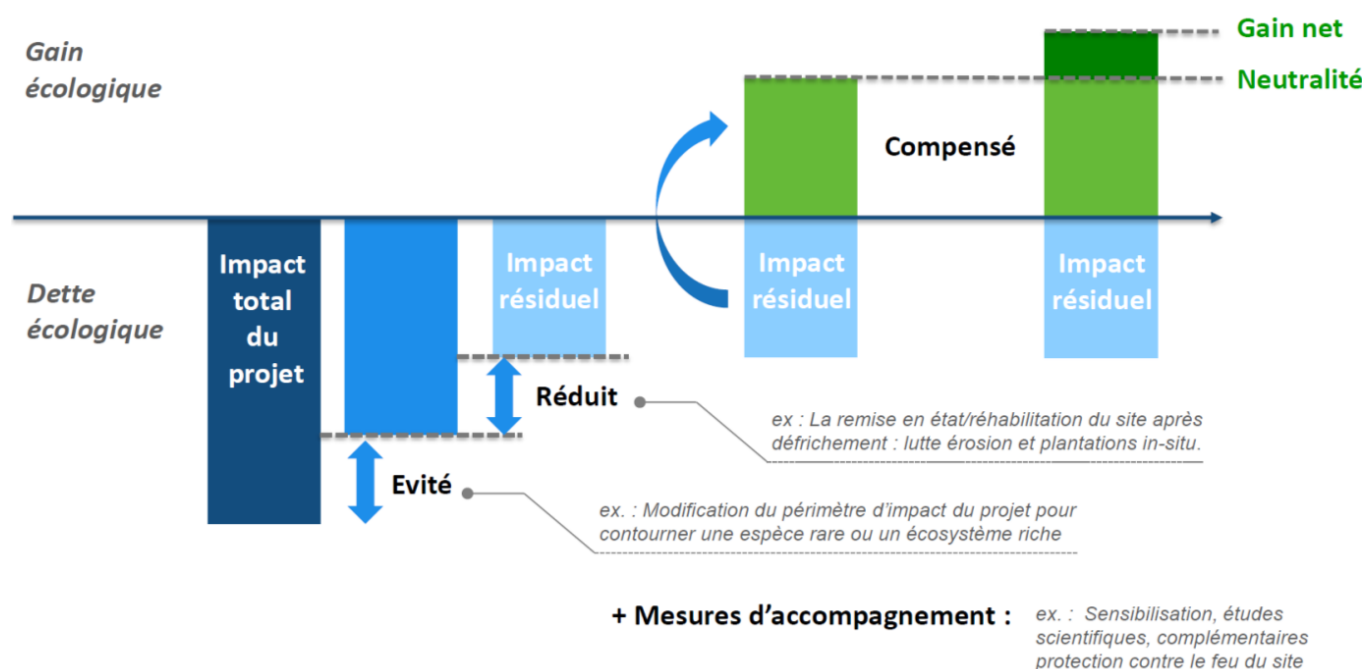 Gain
écologique
Gain net
Neutralité
Compensé
Impact
total
du
projet
Impact
résiduel
Impact
résiduel
Impact
résiduel
Dette
écologique
Réduit
ex : La remise en état/réhabilitation du site après
défrichement : lutte érosion et plantations in-situ.
Evité
ex. : Modification du périmètre d'impact du projet pour
contourner une espèce rare ou un écosystème riche
+ Mesures d'accompagnement :
ex. : Sensibilisation, études
scientifiques, complémentaires
protection contre le feu du site